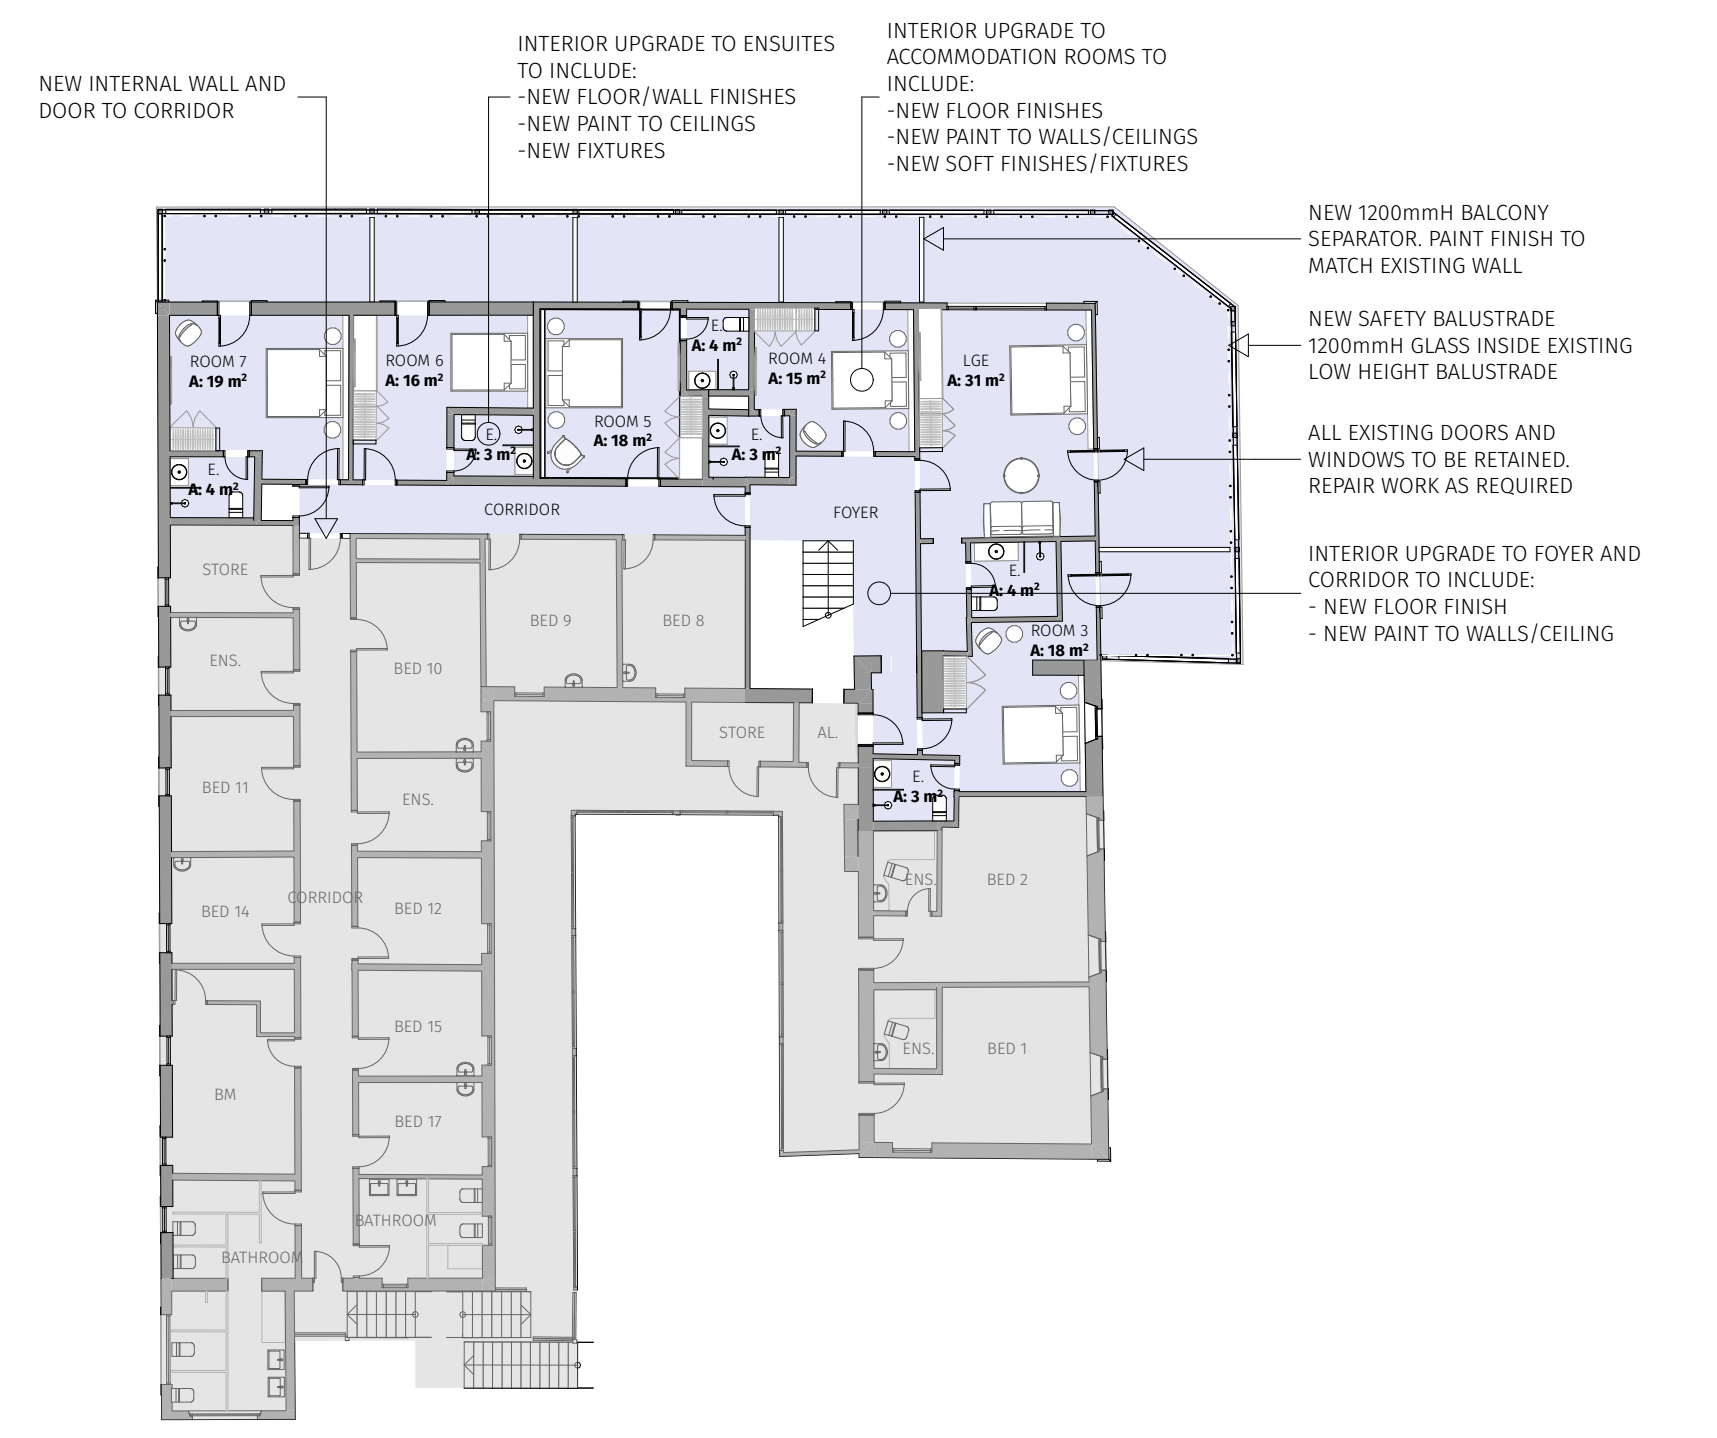 INTERIOR UPGRADE TO
ACCOMMODATION ROOMS TO
INCLUDE:
-NEW FLOOR FINISHES
-NEW PAINT TO WALLS/CEILINGS
-NEW SOFT FINISHES/FIXTURES
INTERIOR UPGRADE TO ENSUITES
TO INCLUDE:
-NEW FLOOR/WALL FINISHES
-NEW PAINT TO CEILINGS
-NEW FIXTURES
NEW INTERNAL WALL AND
DOOR TO CORRIDOR
NEW 1200mmH BALCONY
SEPARATOR. PAINT FINISH TO
MATCH EXISTING WALL
NEW SAFETY BALUSTRADE
1200mmH GLASS INSIDE EXISTING
LOW HEIGHT BALUSTRADE
ALL EXISTING DOORS AND
WINDOWS TO BE RETAINED.
REPAIR WORK AS REQUIRED
INTERIOR UPGRADE TO FOYER AND
CORRIDOR TO INCLUDE:
- NEW FLOOR FINISH
- NEW PAINT TO WALLS/CEILING
ROOM 7
A: 19 m²
ROOM 6
A: 16 m²
ROOM 5
A: 18 m²
E.
A: 4 m²
ROOM 4
A: 15 m²
LGE
A: 31 m²
E.
A: 3 m²
E.
A: 3 m²
E.
A: 4 m²
CORRIDOR
FOYER
E.
A: 4 m²
ROOM 3
A: 18 m²
E.
A: 3 m²
STORE
ENS.
BED 10
BED 9
BED 8
STORE
AL.
BED 11
ENS.
BED 14
CORRIDOR
BED 12
ENS.
BED 2
BM
BED 15
ENS.
BED 1
BED 17
BATHROOM
BATHROOM